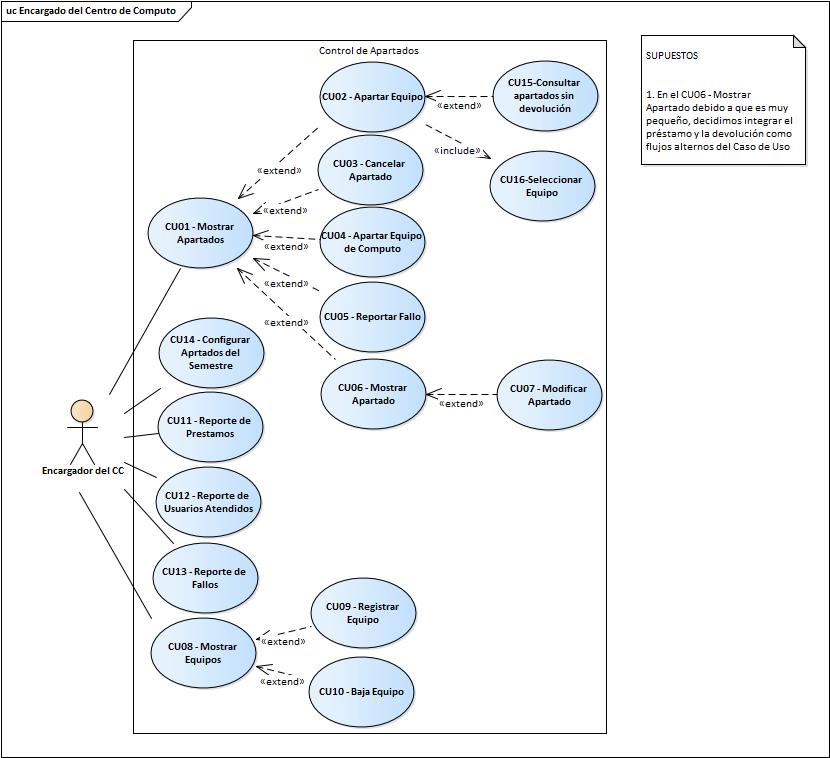 uc Encargado del Centro de Computo
Control de Apartados
CU02 - Apartar Equipo
CU15-Consultar
apartados sin
devolución
«extend»
«include»
CU16-Seleccionar
Equipo
CU03 - Cancelar
Apartado
«extend»
CU01 - Mostrar
Apartados
«extend»
CU04 - Apartar Equipo
de Computo
«extend»
«extend»
CU05 - Reportar Fallo
«extend»
CU06 - Mostrar
Apartado
CU07 - Modificar
Apartado
«extend»
CU14 - Configurar
Aprtados del
Semestre
CU11 - Reporte de
Prestamos
Encargador del CC
CU12 - Reporte de
Usuarios Atendidos
CU13 - Reporte de
Fallos
CU08 - Mostrar
Equipos
CU09 - Registrar
Equipo
«extend»
CU10 - Baja Equipo
«extend»
SUPUESTOS
1. En el CU06 - Mostrar
Apartado debido a que es muy
pequeño, decidimos integrar el
préstamo y la devolución como
flujos alternos del Caso de Uso